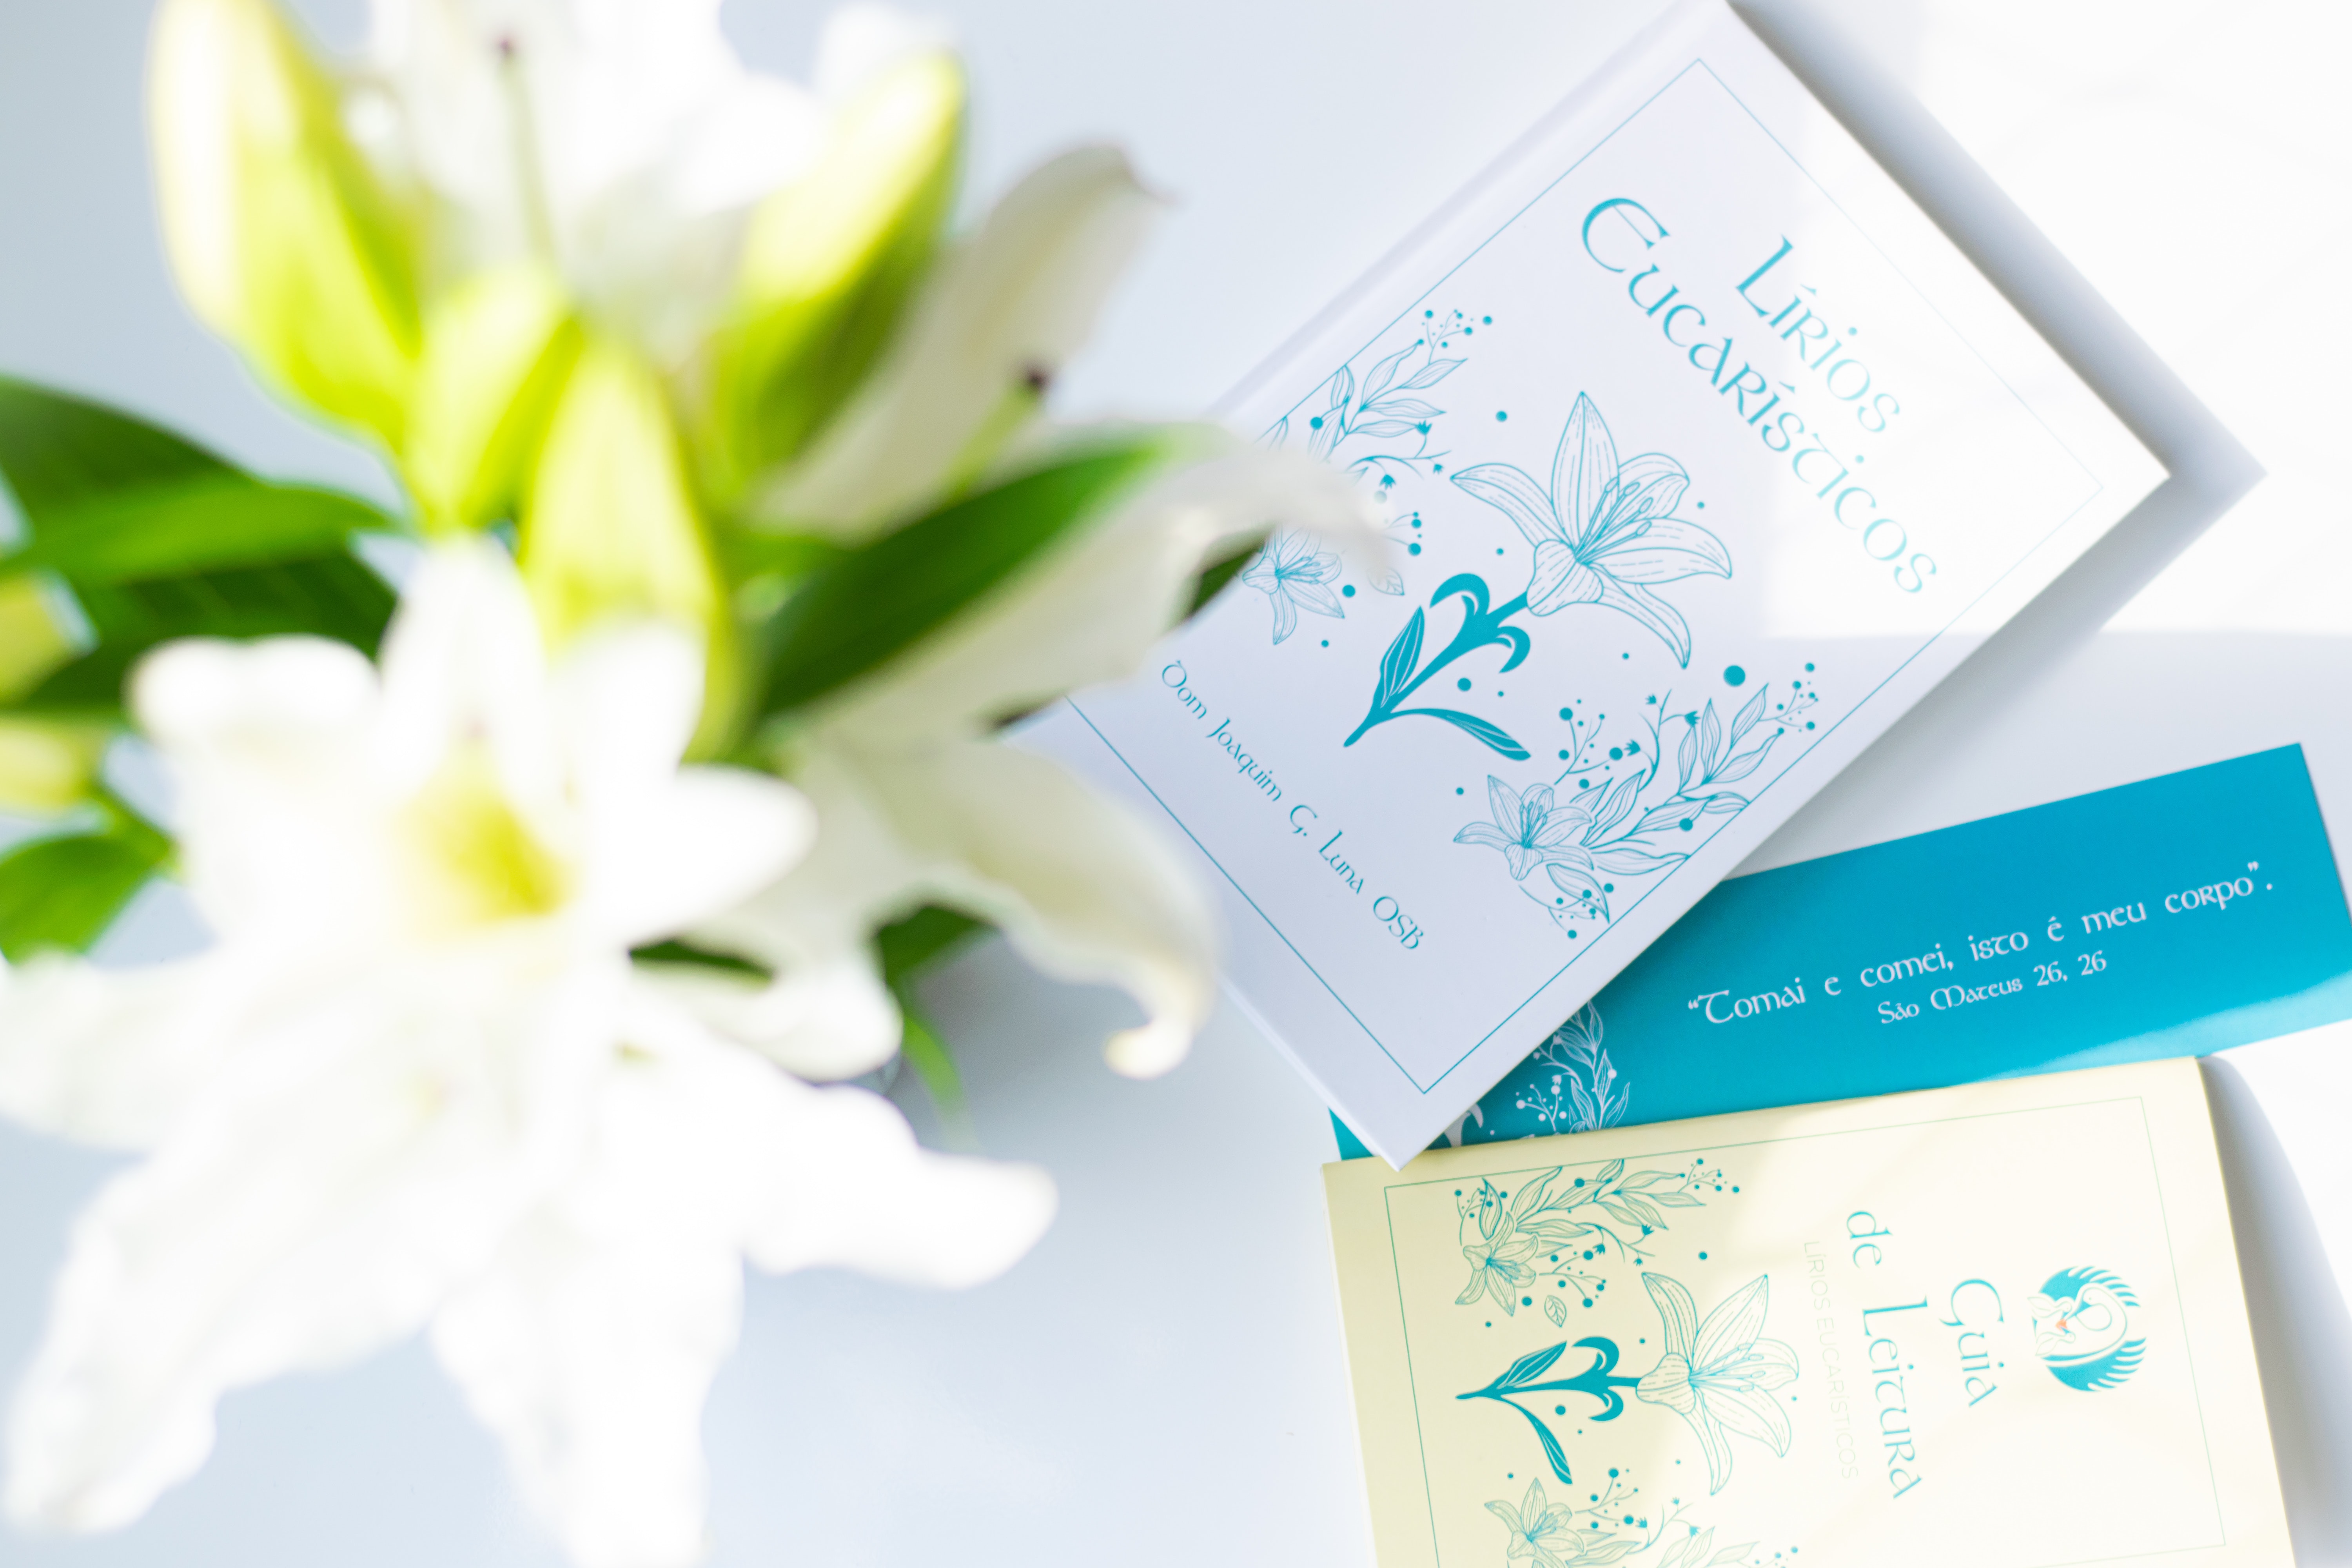 Lírios
Eucarísticos
Dom Joaquim G. Luna OSB
“Tomai e comei, isto é meu corpo”.
São Mateus 26, 26
Guia
de Leitura
LÍRIOS EUCARÍSTICOS